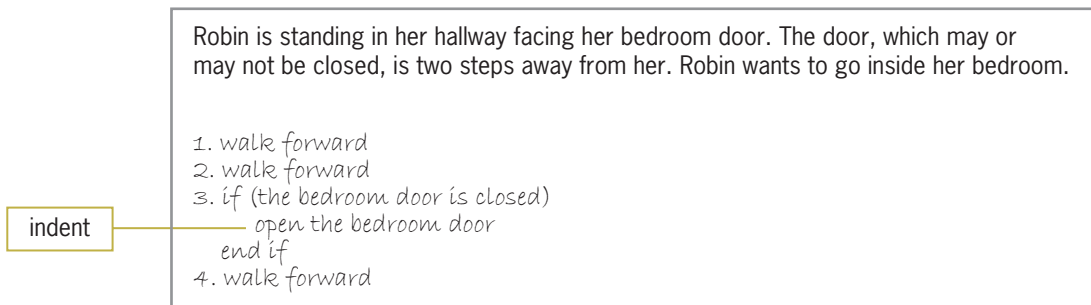 Robin is standing in her hallway facing her bedroom door. The door, which may or
may not be closed, is two steps away from her. Robin wants to go inside her bedroom.
1. walk forward
2. walk forward
3. if (the bedroom door is closed)
indent
open the bedroom door
end if
4. walk forward